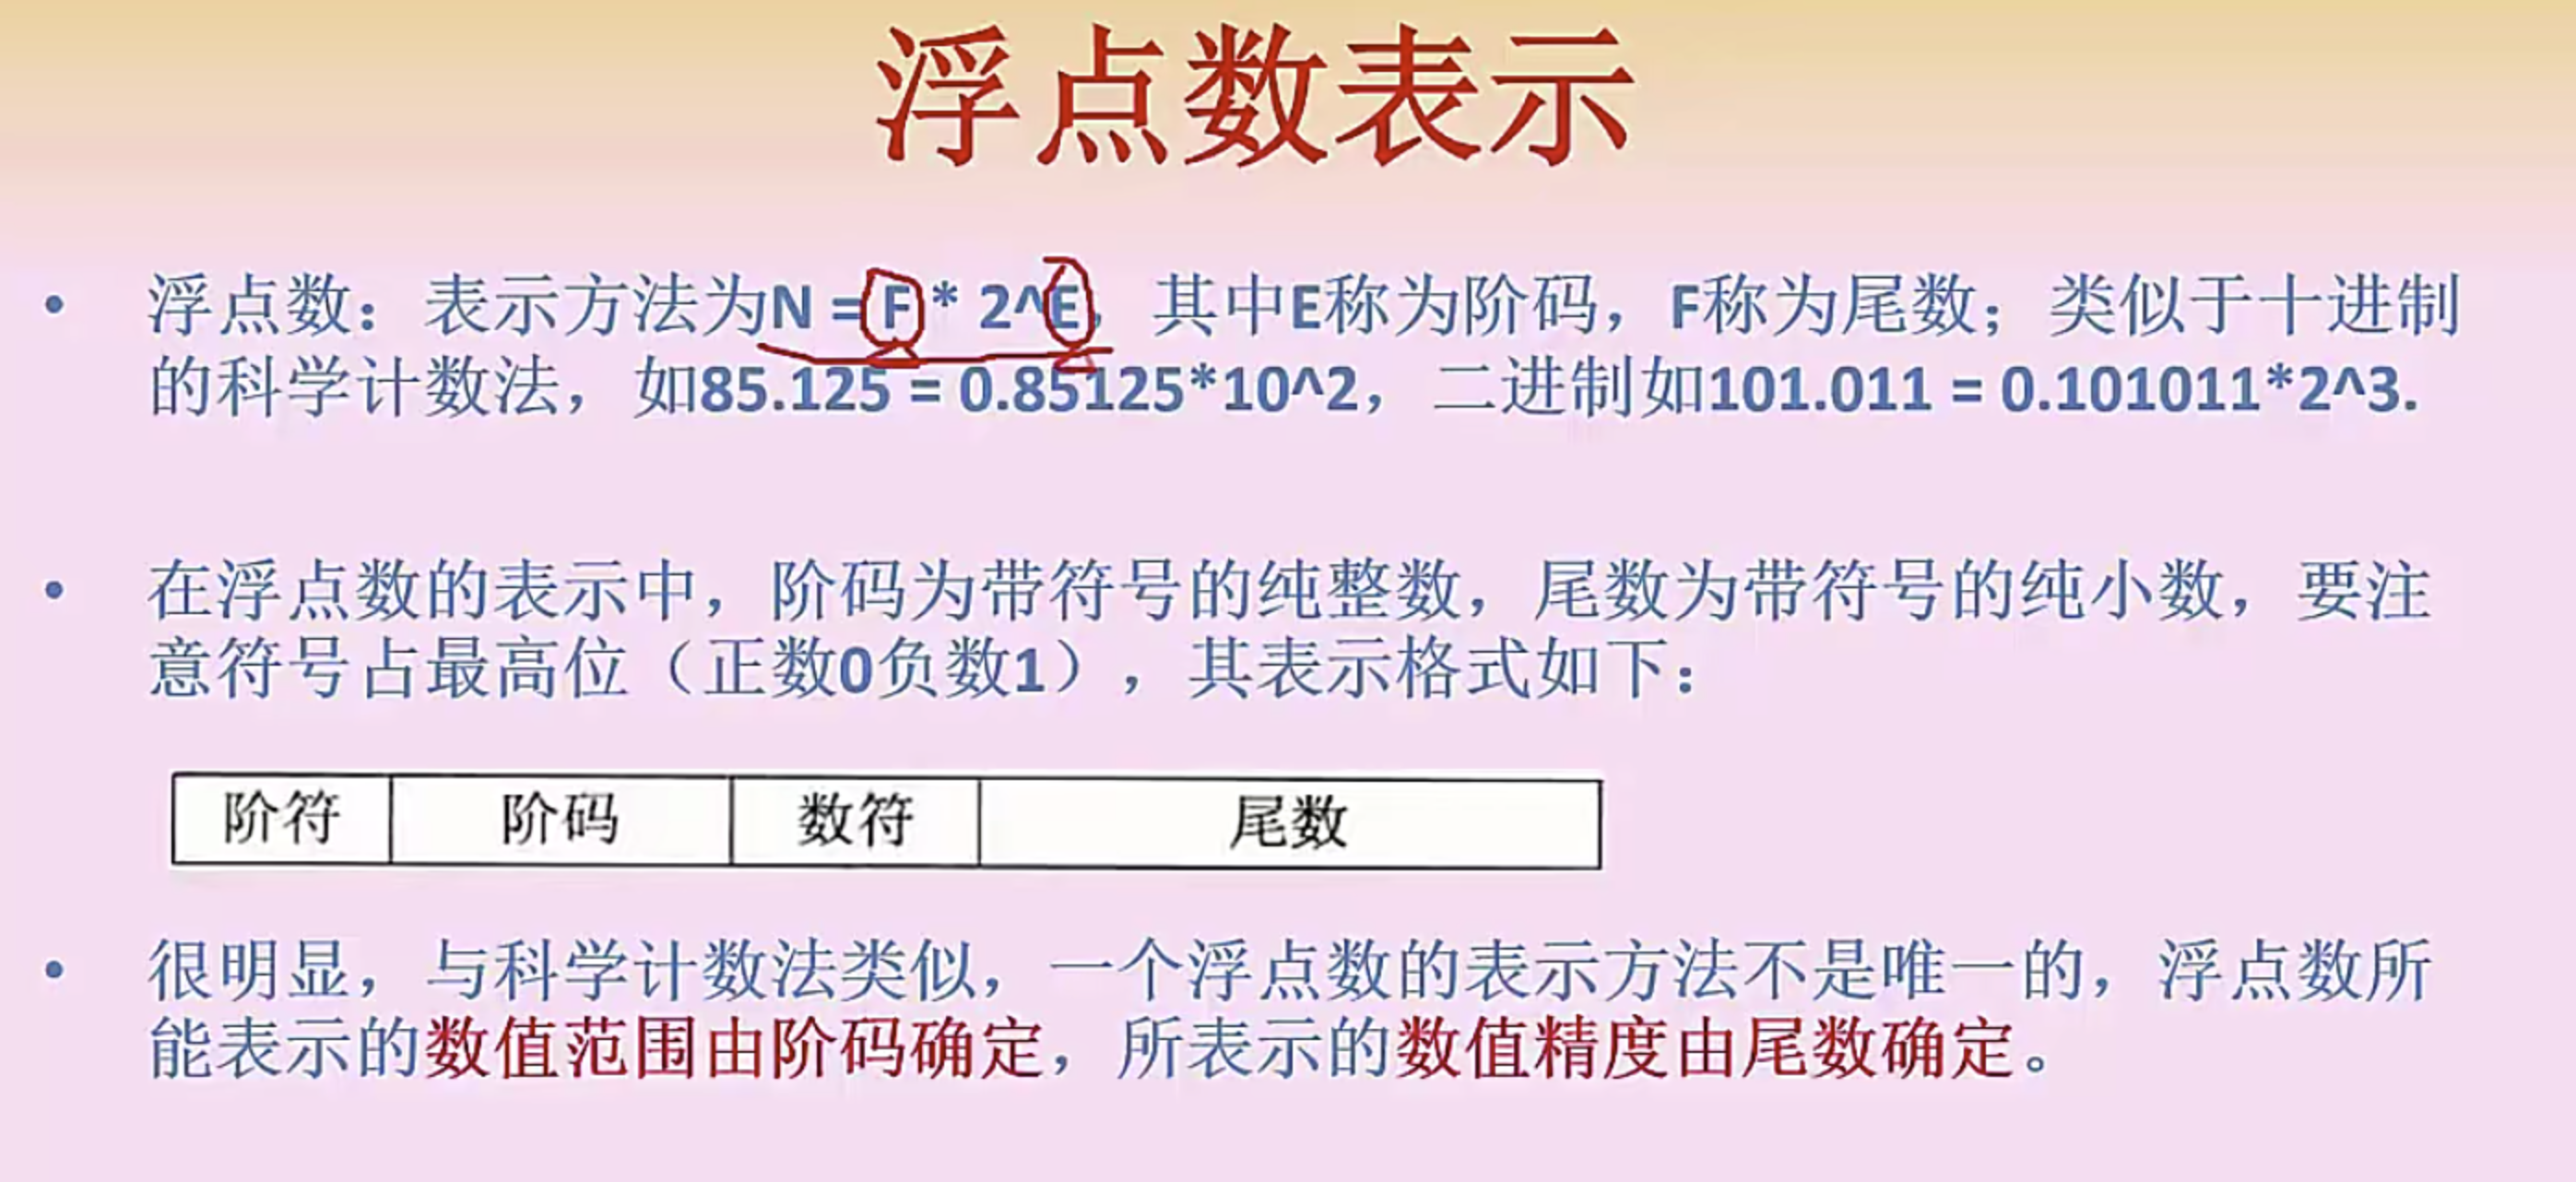 浮点数表示
• 浮点数：表示方法为N = F * 2^E，其中E称为阶码，F称为尾数；类似于十进制
的科学计数法，如85.125 = 0.85125*10^2，二进制如101.011 = 0.101011*2^3.
• 在浮点数的表示中，阶码为带符号的纯整数，尾数为带符号的纯小数，要注
意符号占最高位（正数0负数1），其表示格式如下：
阶符 阶码 数符 尾数
• 很明显，与科学计数法类似，一个浮点数的表示方法不是唯一的，浮点数所
能表示的数值范围由阶码确定，所表示的数值精度由尾数确定。